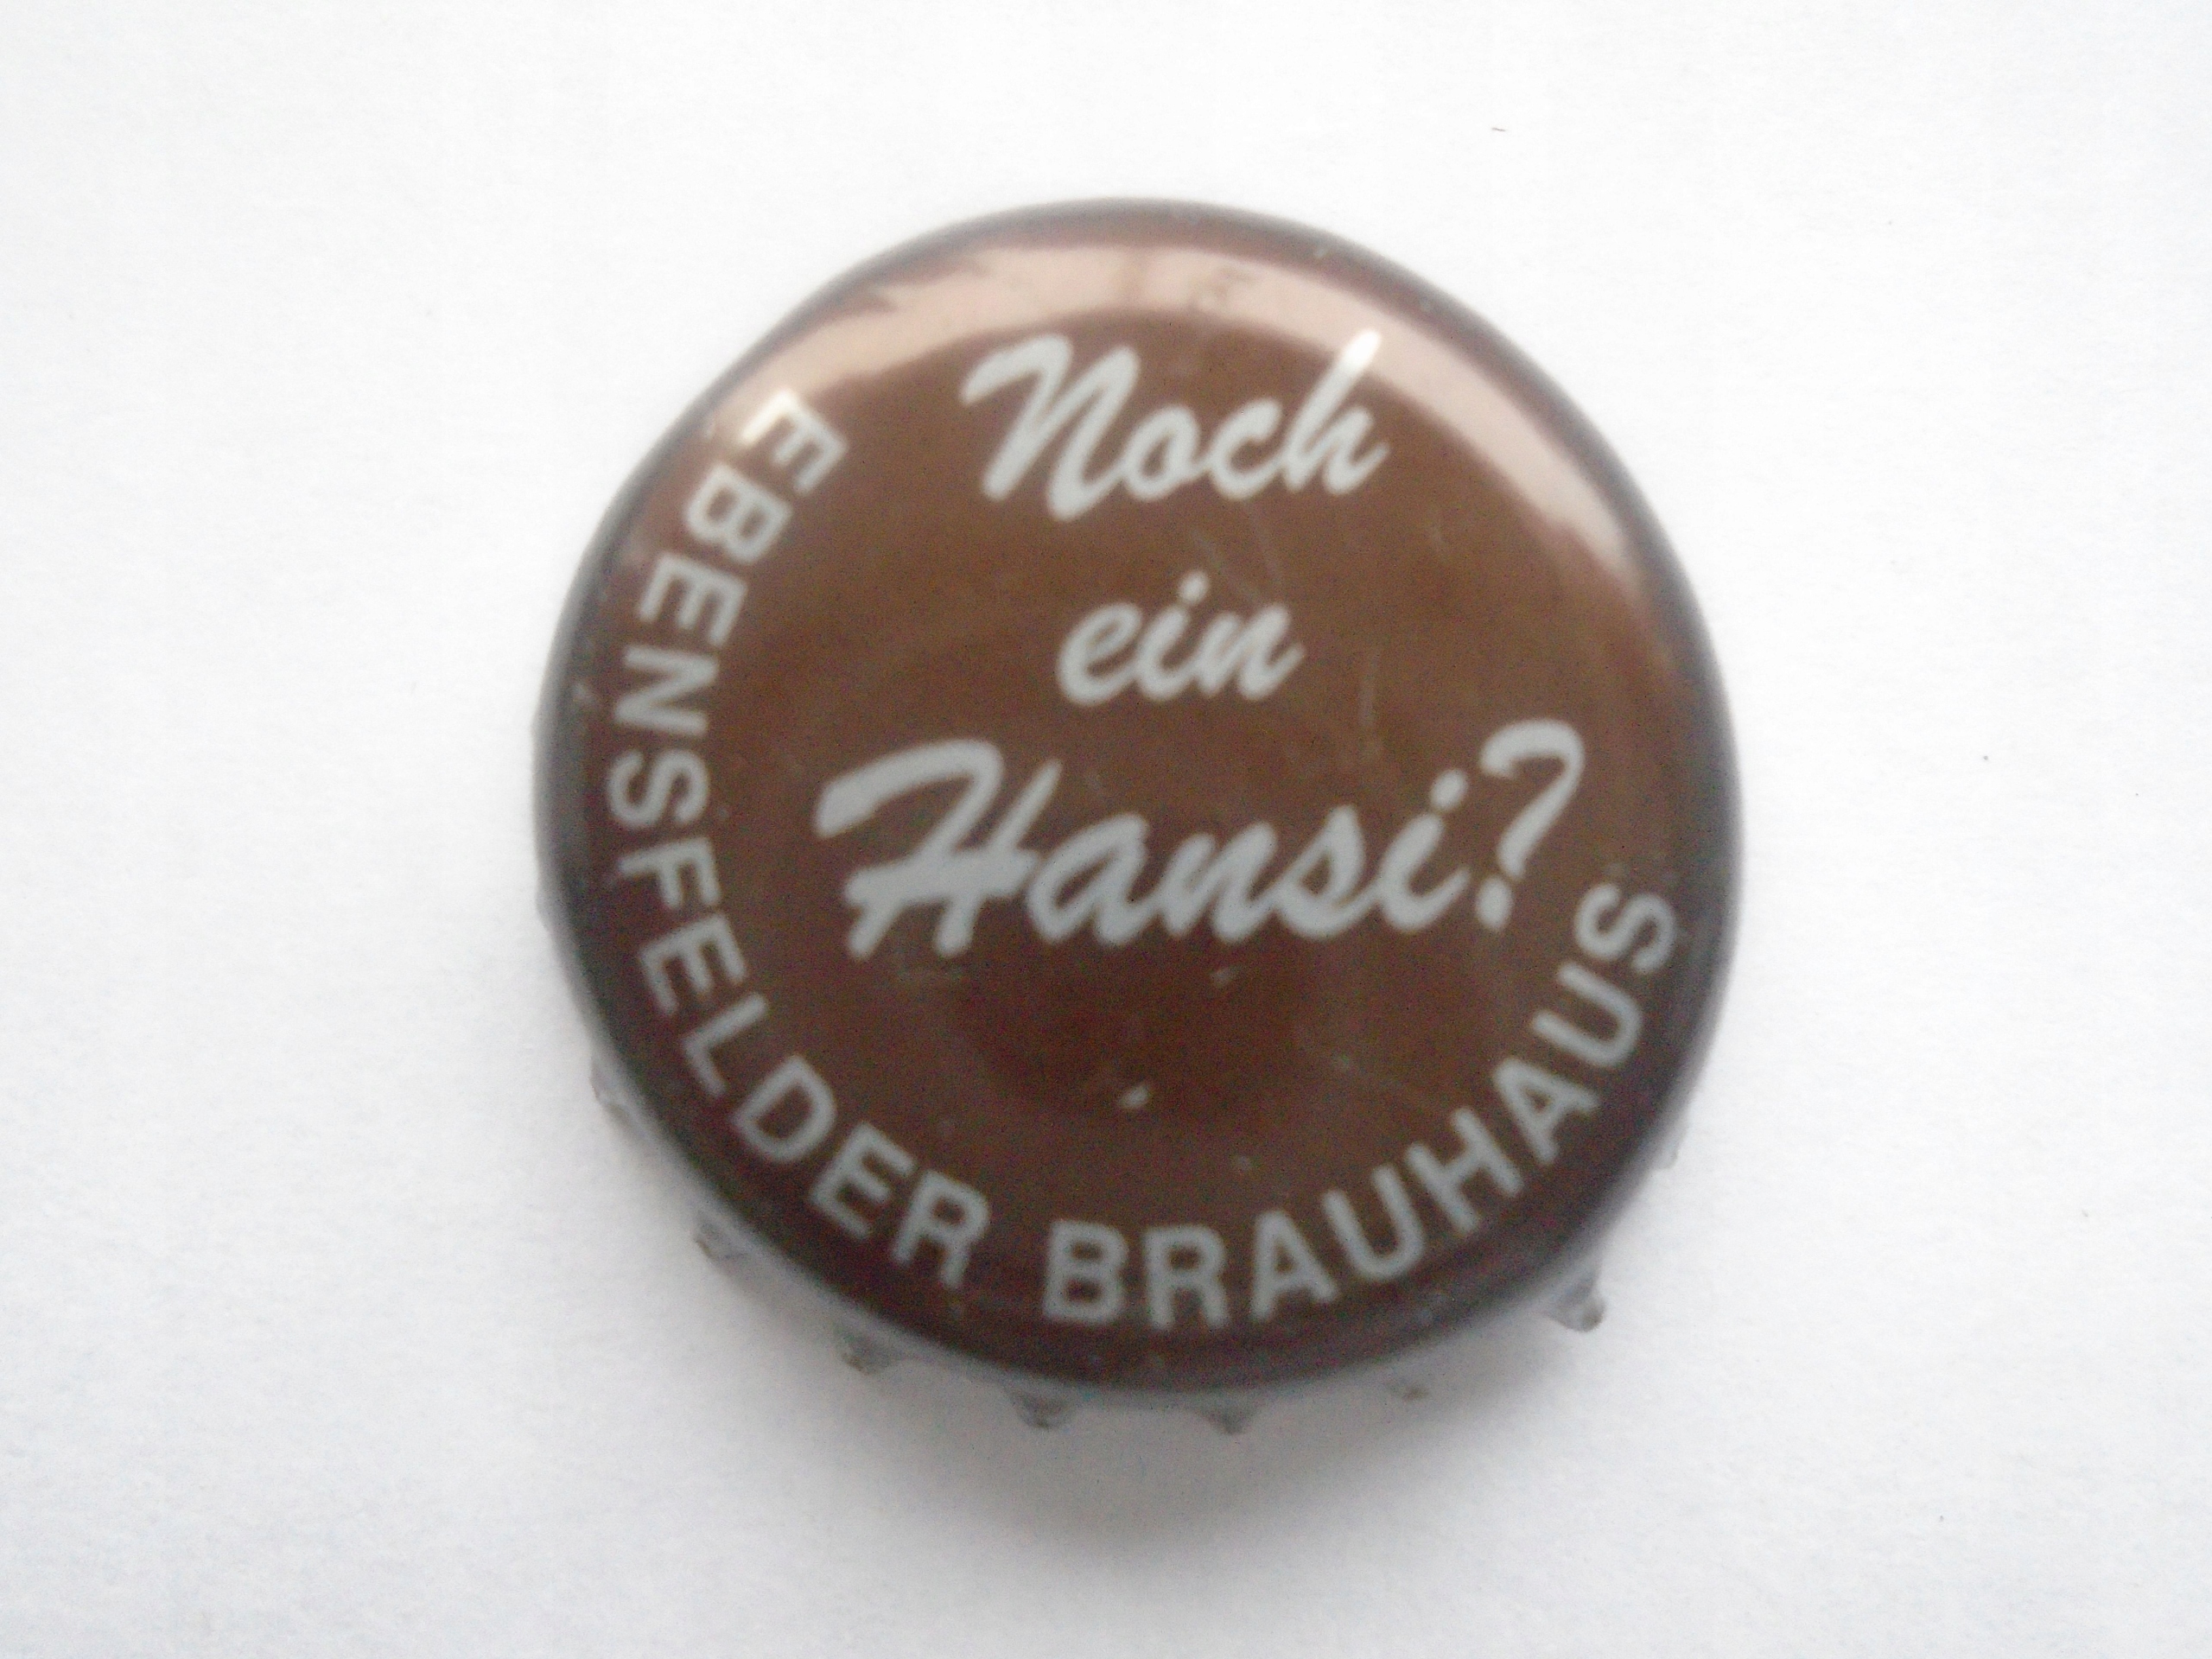 Noch
ein
Hansi?
EBENSFELDER BRAUHAUS